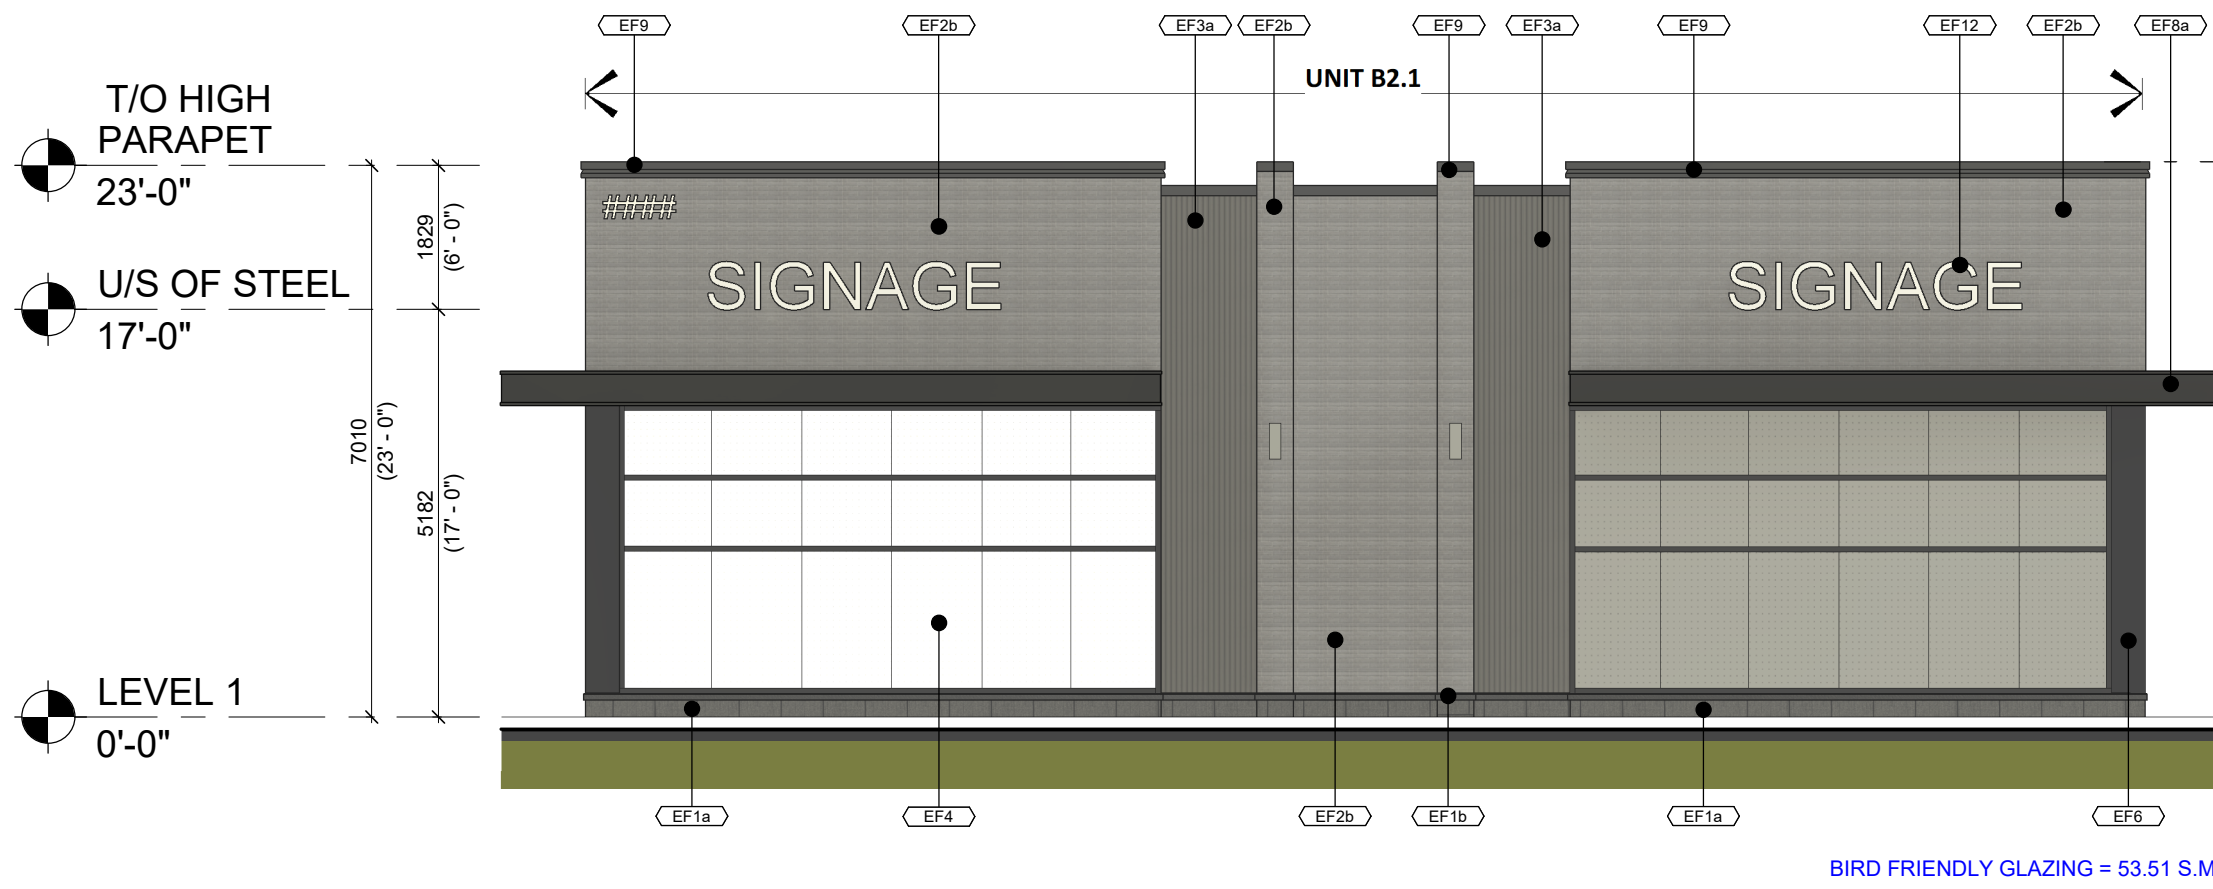 EF9 EF2b EF3a EF2b EF9 EF3a EF9 EF12 EF2b EF8a
UNIT B2.1
T/O HIGH
PARAPET
23'-0"
U/S OF STEEL
17'-0"
LEVEL 1
0'-0"
7010
(23' - 0")
1829
(6' - 0")
5182
(17' - 0")
#####
SIGNAGE
SIGNAGE
EF1a EF4 EF2b EF1b EF1a EF6
BIRD FRIENDLY GLAZING = 53.51 S.M